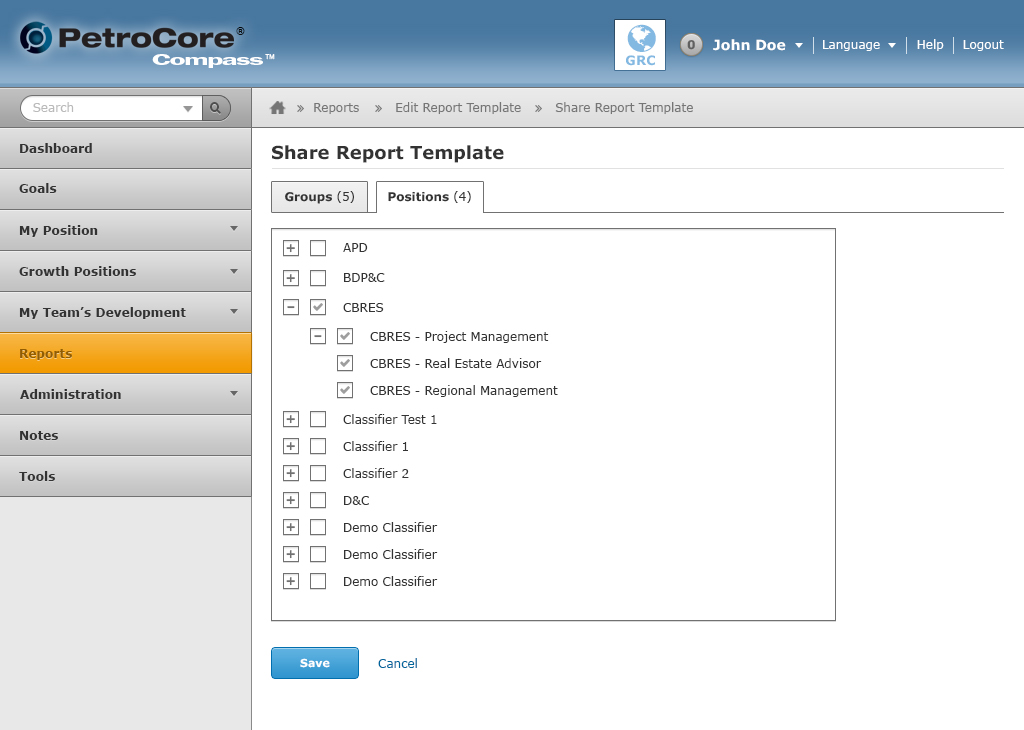 PetroCore®
Compass™
GRC
0 John Doe Language Help Logout
Search
» Reports » Edit Report Template » Share Report Template
Dashboard
Goals
My Position
Growth Positions
My Team’s Development
Reports
Administration
Notes
Tools
Share Report Template
Groups (5) Positions (4)
APD
BDP&C
CBRES
CBRES - Project Management
CBRES - Real Estate Advisor
CBRES - Regional Management
Classifier Test 1
Classifier 1
Classifier 2
D&C
Demo Classifier
Demo Classifier
Demo Classifier
Save Cancel